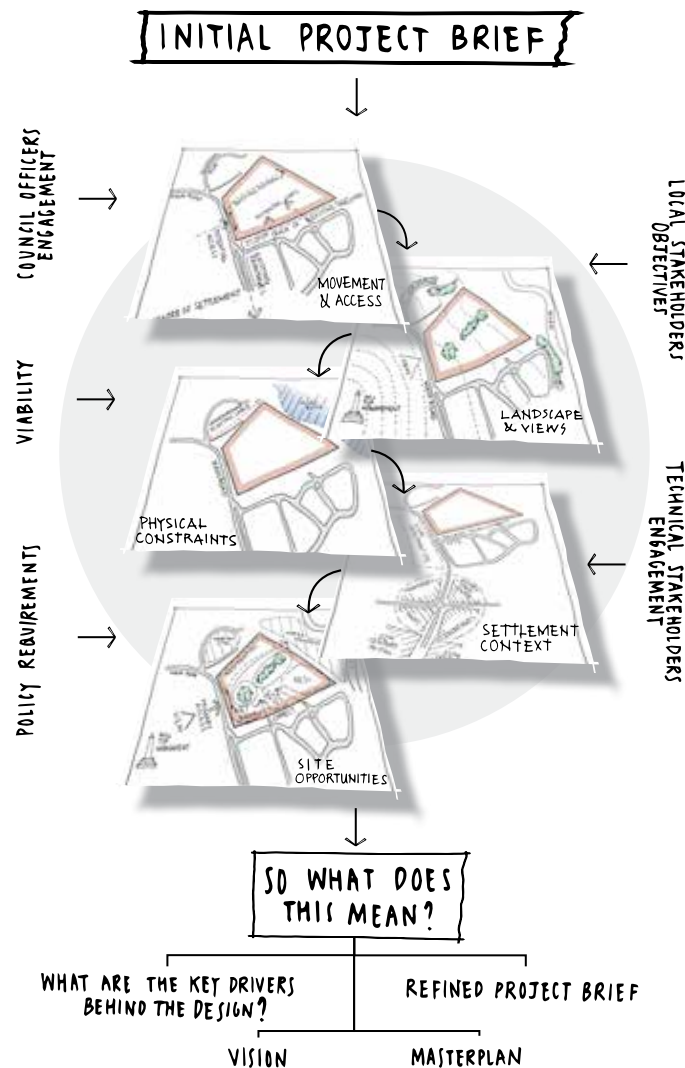 INITIAL PROJECT BRIEF
COUNCIL OFFICERS
ENGAGEMENT
MOVEMENT
& ACCESS
LOCAL STAKEHOLDERS
OBJECTIVES
VIABILITY
LANDSCAPE
& VIEWS
PHYSICAL
CONSTRAINTS
TECHNICAL STAKEHOLDERS
ENGAGEMENT
SETTLEMENT
CONTEXT
POLICY REQUIREMENTS
SITE
OPPORTUNITIES
SO WHAT DOES
THIS MEAN?
WHAT ARE THE KEY DRIVERS
BEHIND THE DESIGN?
REFINED PROJECT BRIEF
VISION
MASTERPLAN